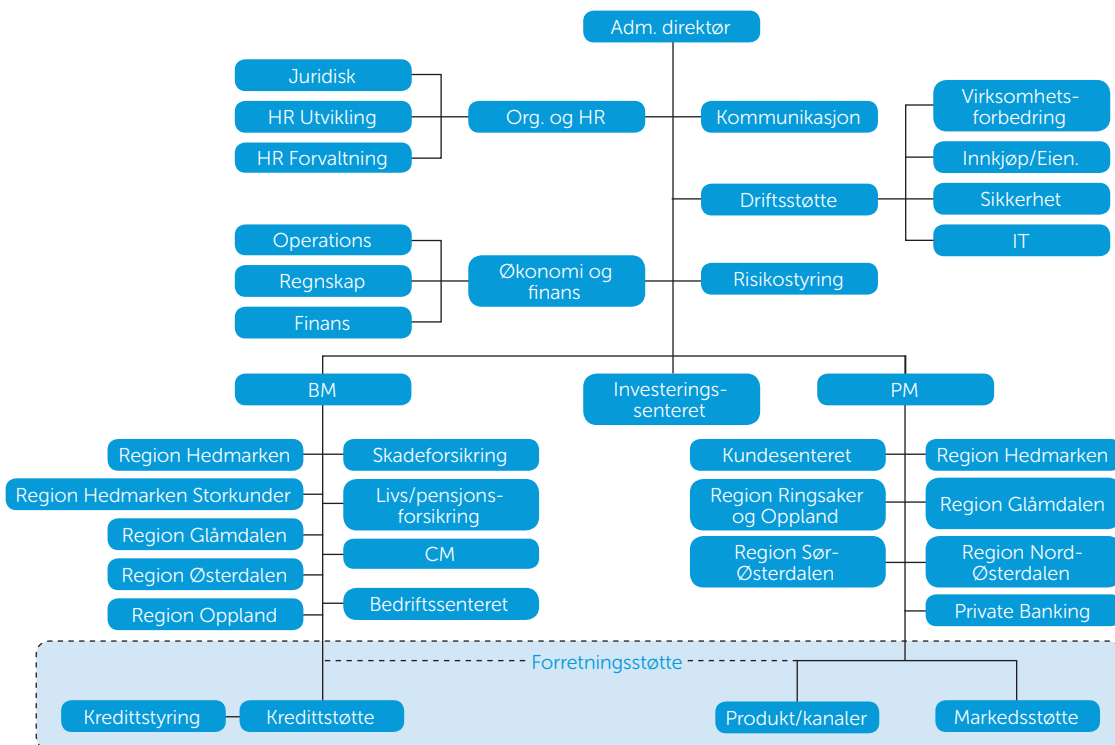 Adm. direktør
Juridisk
HR Utvikling
HR Forvaltning
Org. og HR
Kommunikasjon
Virksomhets-
forbedring
Innkjøp/Eien.
Driftsstøtte
Sikkerhet
IT
Operations
Regnskap
Finans
Økonomi og
finans
Risikostyring
BM
Investerings-
senteret
PM
Region Hedmarken
Region Hedmarken Storkunder
Region Glåmdalen
Region Østerdalen
Region Oppland
Skadeforsikring
Livs/pensjons-
forsikring
CM
Bedriftssenteret
Kundesenteret
Region Ringsaker
og Oppland
Region Sør-
Østerdalen
Region Hedmarken
Region Glåmdalen
Region Nord-
Østerdalen
Private Banking
Forretningsstøtte
Kredittstyring
Kredittstøtte
Produkt/kanaler
Markedsstøtte